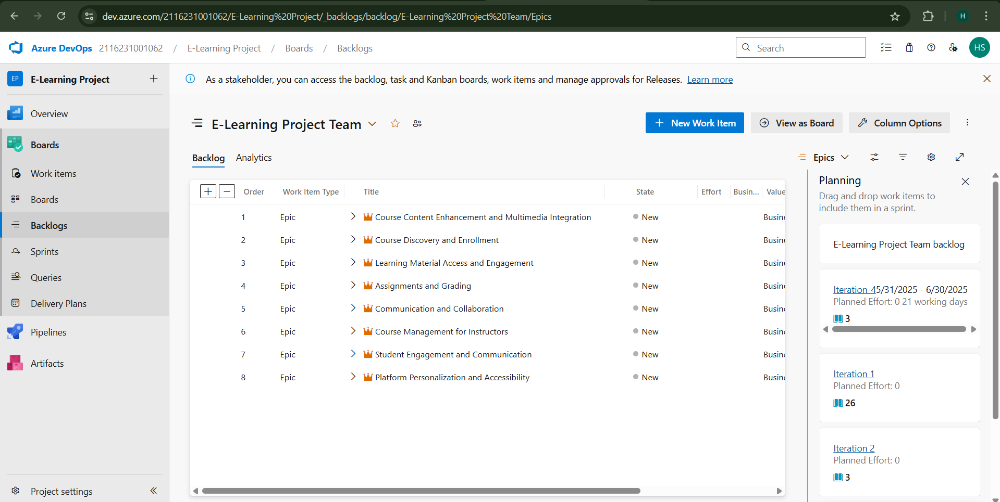 dev.azure.com/2116231001062/E-Learning%20Project/_backlogs/backlog/E-Learning%20Project%20Team/Epics
H
Azure DevOps 2116231001062 / E-Learning Project / Boards / Backlogs
Search
HS
EP E-Learning Project
As a stakeholder, you can access the backlog, task and Kanban boards, work items and manage approvals for Releases. Learn more
Overview
Boards
Work items
Boards
Backlogs
Sprints
Queries
Delivery Plans
Pipelines
Artifacts
Project settings
E-Learning Project Team
New Work Item
View as Board
Column Options
Backlog Analytics
Epics
Order Work Item Type Title State Effort Busin... Value
1 Epic Course Content Enhancement and Multimedia Integration New Busine
2 Epic Course Discovery and Enrollment New Busine
3 Epic Learning Material Access and Engagement New Busine
4 Epic Assignments and Grading New Busine
5 Epic Communication and Collaboration New Busine
6 Epic Course Management for Instructors New Busine
7 Epic Student Engagement and Communication New Busine
8 Epic Platform Personalization and Accessibility New Busine
Planning
Drag and drop work items to
include them in a sprint.
E-Learning Project Team backlog
Iteration-45/31/2025 - 6/30/2025
Planned Effort: 0 21 working days
3
Iteration 1
Planned Effort: 0
26
Iteration 2
Planned Effort: 0
3